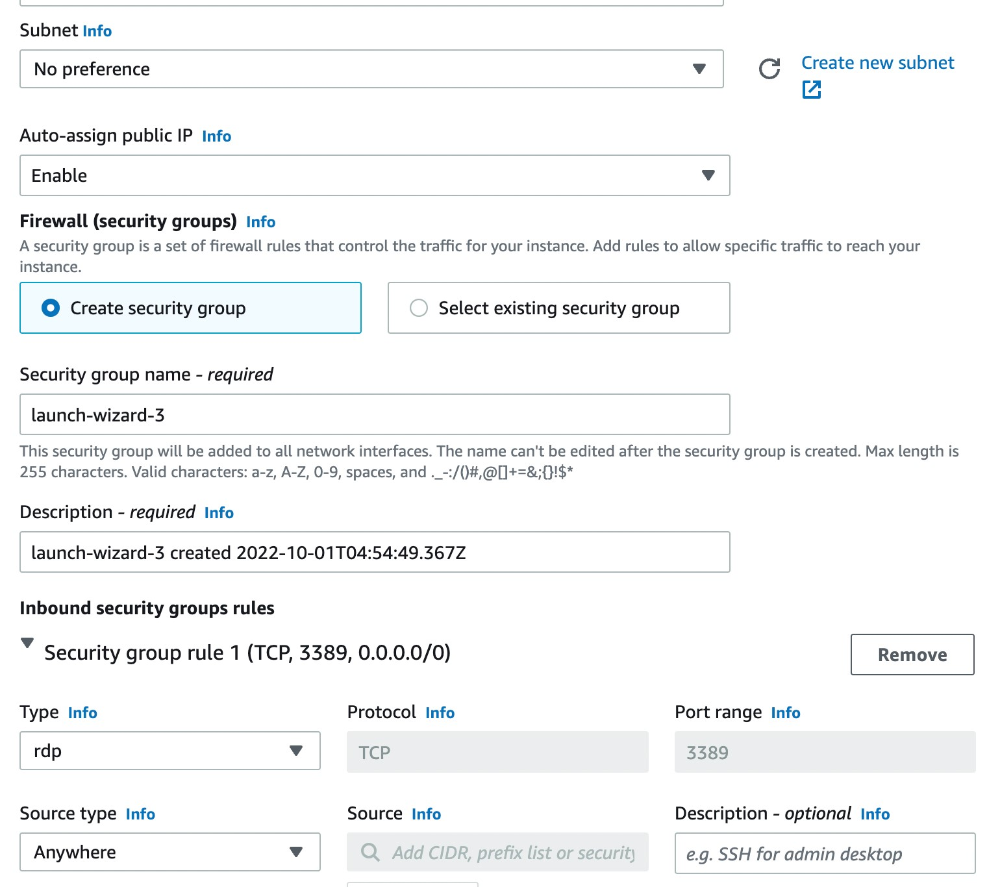 Subnet Info
No preference
Create new subnet
Auto-assign public IP Info
Enable
Firewall (security groups) Info
A security group is a set of firewall rules that control the traffic for your instance. Add rules to allow specific traffic to reach your
instance.
Create security group
Select existing security group
Security group name - required
launch-wizard-3
This security group will be added to all network interfaces. The name can't be edited after the security group is created. Max length is
255 characters. Valid characters: a-z, A-Z, 0-9, spaces, and ._-:/()#,@[]+=&;{}!$*
Description - required Info
launch-wizard-3 created 2022-10-01T04:54:49.367Z
Inbound security groups rules
Security group rule 1 (TCP, 3389, 0.0.0.0/0)
Remove
Type Info
Protocol Info
Port range Info
rdp
TCP
3389
Source type Info
Source Info
Description - optional Info
Anywhere
Add CIDR, prefix list or security
e.g. SSH for admin desktop